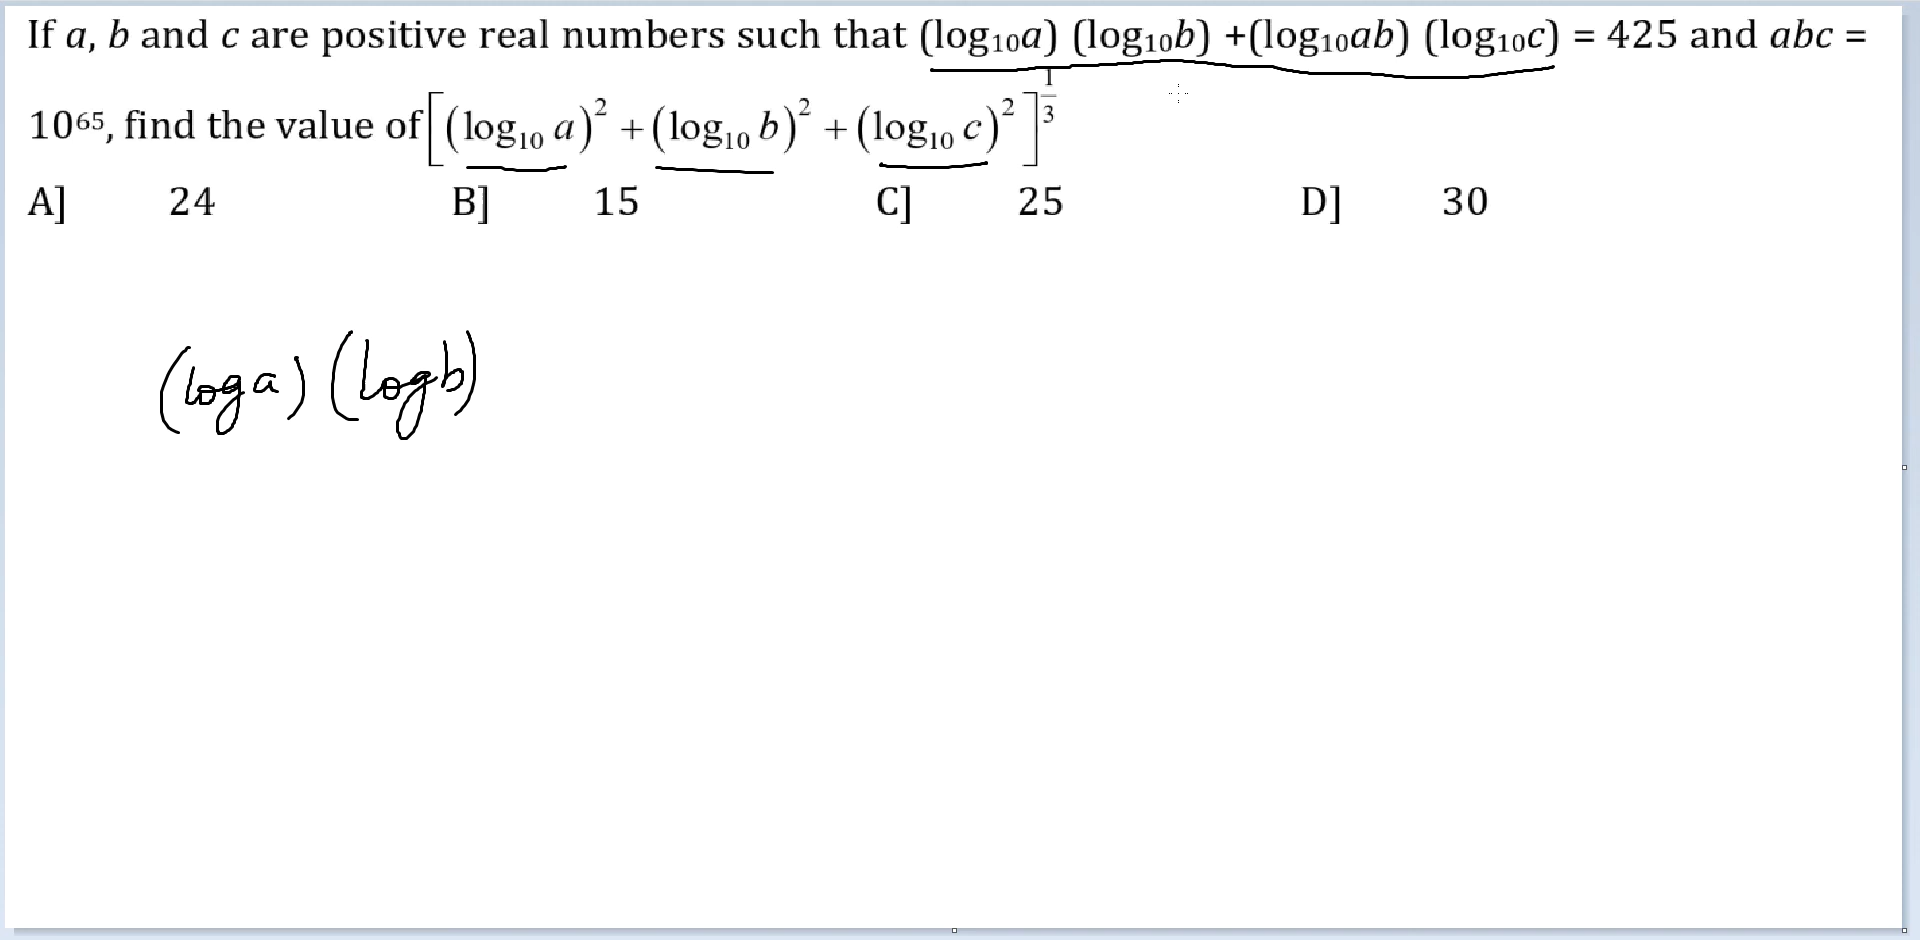 If a, b and c are positive real numbers such that (log₁₀a) (log₁₀b) +(log₁₀ab) (log₁₀c) = 425 and abc =
10⁶⁵, find the value of [(log₁₀ a)² + (log₁₀ b)² + (log₁₀ c)²]^(1/3)
A] 24 B] 15 C] 25 D] 30
(log a) (log b)